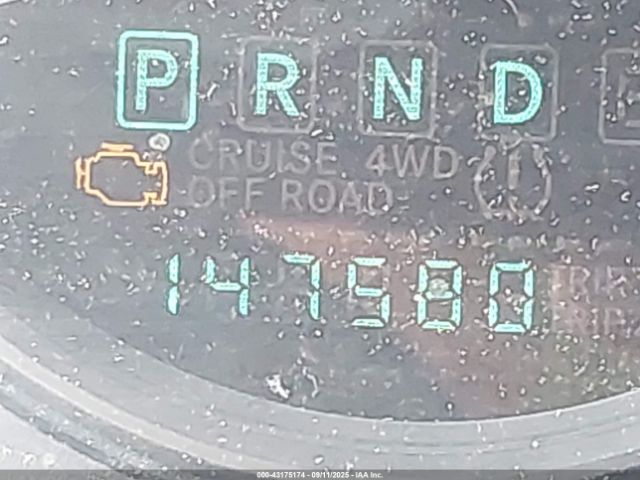 P R N D
CRUISE 4WD
OFF ROAD
147580
000-43175174 - 09/11/2025 - IAA Inc.